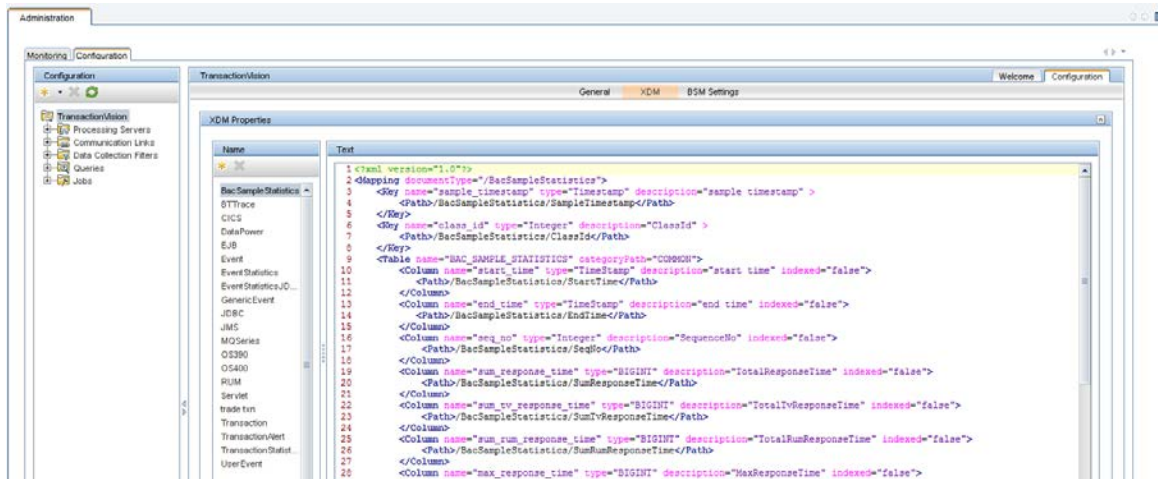 Administration
Monitoring Configuration
Configuration
TransactionVision
Welcome Configuration
General XDM BSM Settings
TransactionVision
Processing Servers
Communication Links
Data Collection Filters
Queries
Jobs
XDM Properties
Name
Text
BacSampleStatistics
BTTrace
CICS
DataPower
EJB
Event
EventStatistics
EventStatisticsJD...
GenericEvent
JDBC
JMS
MQSeries
OS390
OS400
RUM
Servlet
trade txn
Transaction
TransactionAlert
TransactionStatist...
UserEvent
1 <?xml version="1.0"?>
2 <Mapping documentType="/BacSampleStatistics">
3 <Key name="sample_timestamp" type="Timestamp" description="sample timestamp" >
4 <Path>/BacSampleStatistics/SampleTimestamp</Path>
5 </Key>
6 <Key name="class_id" type="Integer" description="ClassId" >
7 <Path>/BacSampleStatistics/ClassId</Path>
8 </Key>
9 <Table name="BAC_SAMPLE_STATISTICS" categoryPath="COMMON">
10 <Column name="start_time" type="TimeStamp" description="start time" indexed="false">
11 <Path>/BacSampleStatistics/StartTime</Path>
12 </Column>
13 <Column name="end_time" type="TimeStamp" description="end time" indexed="false">
14 <Path>/BacSampleStatistics/EndTime</Path>
15 </Column>
16 <Column name="seq_no" type="Integer" description="SequenceNo" indexed="false">
17 <Path>/BacSampleStatistics/SeqNo</Path>
18 </Column>
19 <Column name="sum_response_time" type="BIGINT" description="TotalResponseTime" indexed="false">
20 <Path>/BacSampleStatistics/SumResponseTime</Path>
21 </Column>
22 <Column name="sum_tv_response_time" type="BIGINT" description="TotalTvResponseTime" indexed="false">
23 <Path>/BacSampleStatistics/SumTvResponseTime</Path>
24 </Column>
25 <Column name="sum_rum_response_time" type="BIGINT" description="TotalRumResponseTime" indexed="false">
26 <Path>/BacSampleStatistics/SumRumResponseTime</Path>
27 </Column>
28 <Column name="max_response_time" type="BIGINT" description="MaxResponseTime" indexed="false">